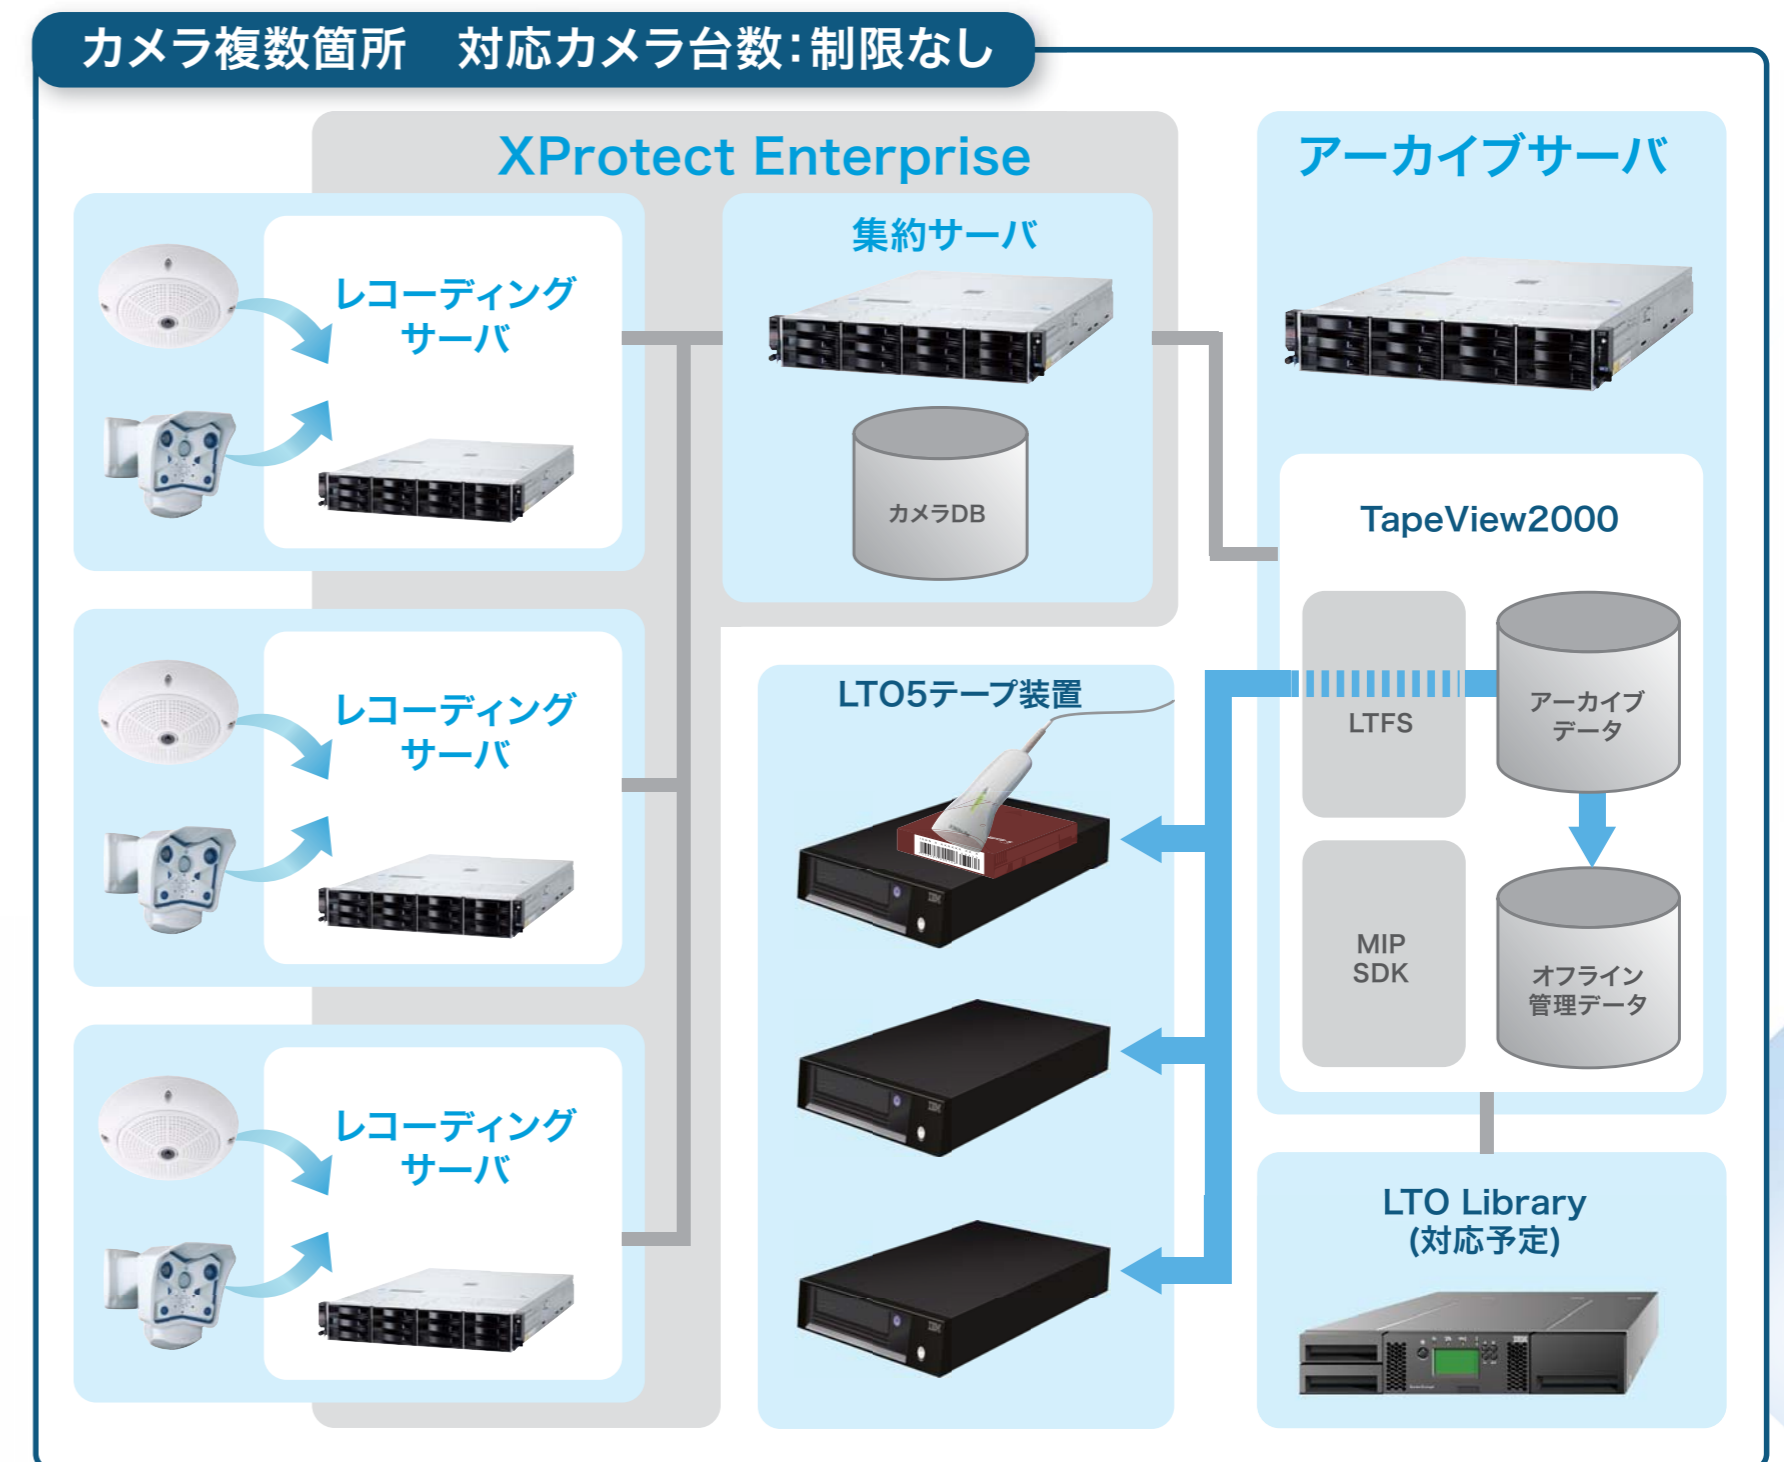 カメラ複数箇所　対応カメラ台数：制限なし
XProtect Enterprise
レコーディング
サーバ
レコーディング
サーバ
レコーディング
サーバ
集約サーバ
カメラDB
LTO5テープ装置
IBM
IBM
IBM
アーカイブサーバ
TapeView2000
LTFS
アーカイブ
データ
MIP
SDK
オフライン
管理データ
LTO Library
(対応予定)
IBM